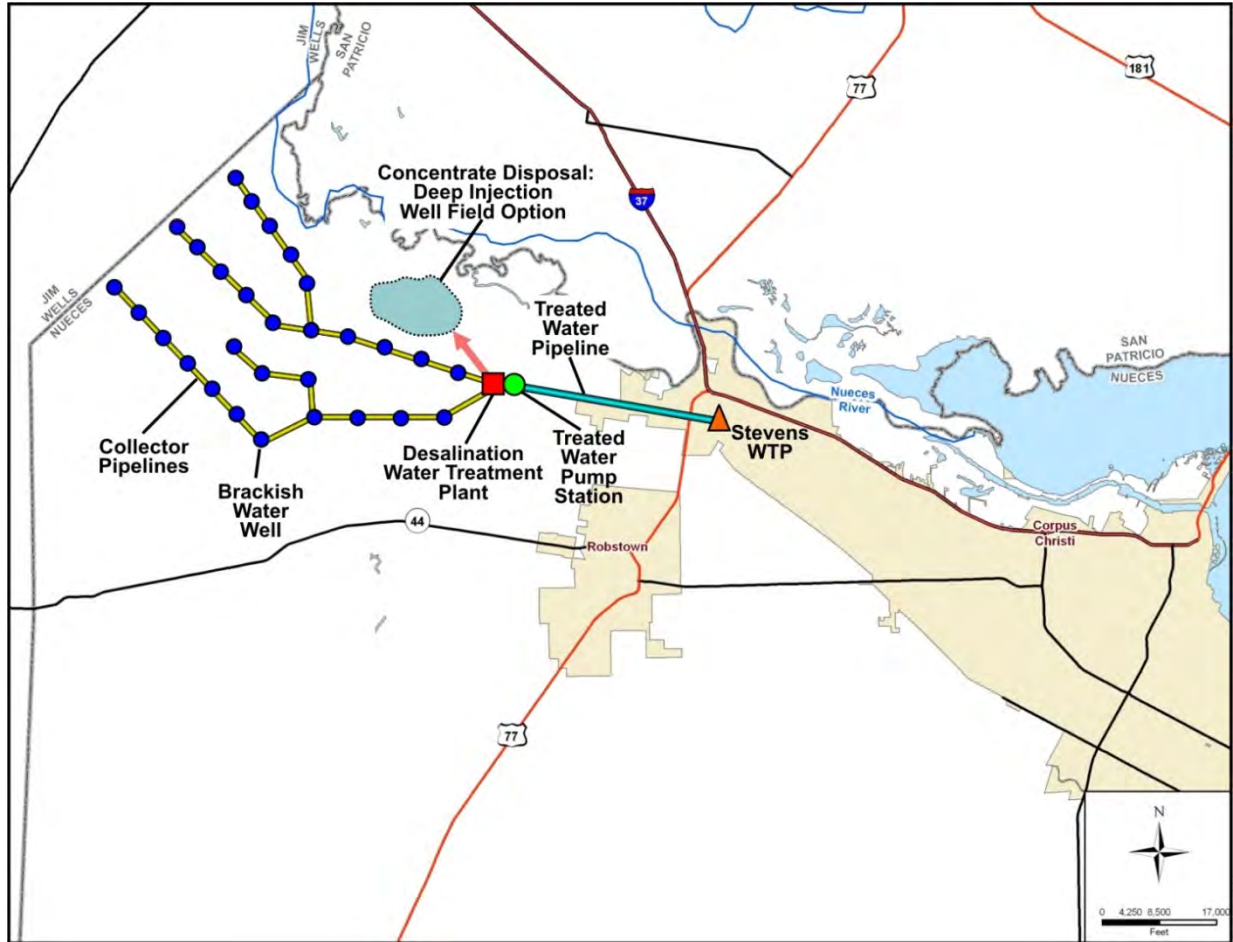 JIM
WELLS
SAN
PATRICIO
181
77
Concentrate Disposal:
Deep Injection
Well Field Option
37
JIM
WELLS
NUECES
Treated
Water
Pipeline
SAN
PATRICIO
NUECES
Nueces
River
Stevens
WTP
Collector
Pipelines
Brackish
Water
Well
Desalination
Water Treatment
Plant
Treated
Water
Pump
Station
44
Robstown
Corpus
Christi
77
N
0 4,250 8,500 17,000
Feet